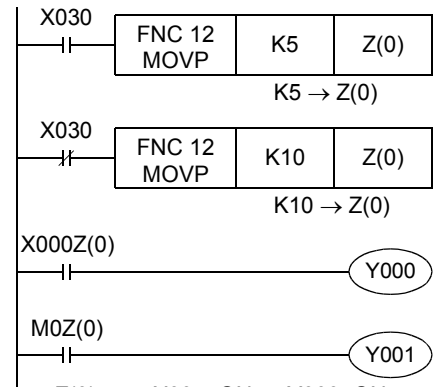 X030
FNC 12
MOVP
K5
Z(0)
K5 → Z(0)
X030
FNC 12
MOVP
K10
Z(0)
K10 → Z(0)
X000Z(0)
Y000
M0Z(0)
Y001